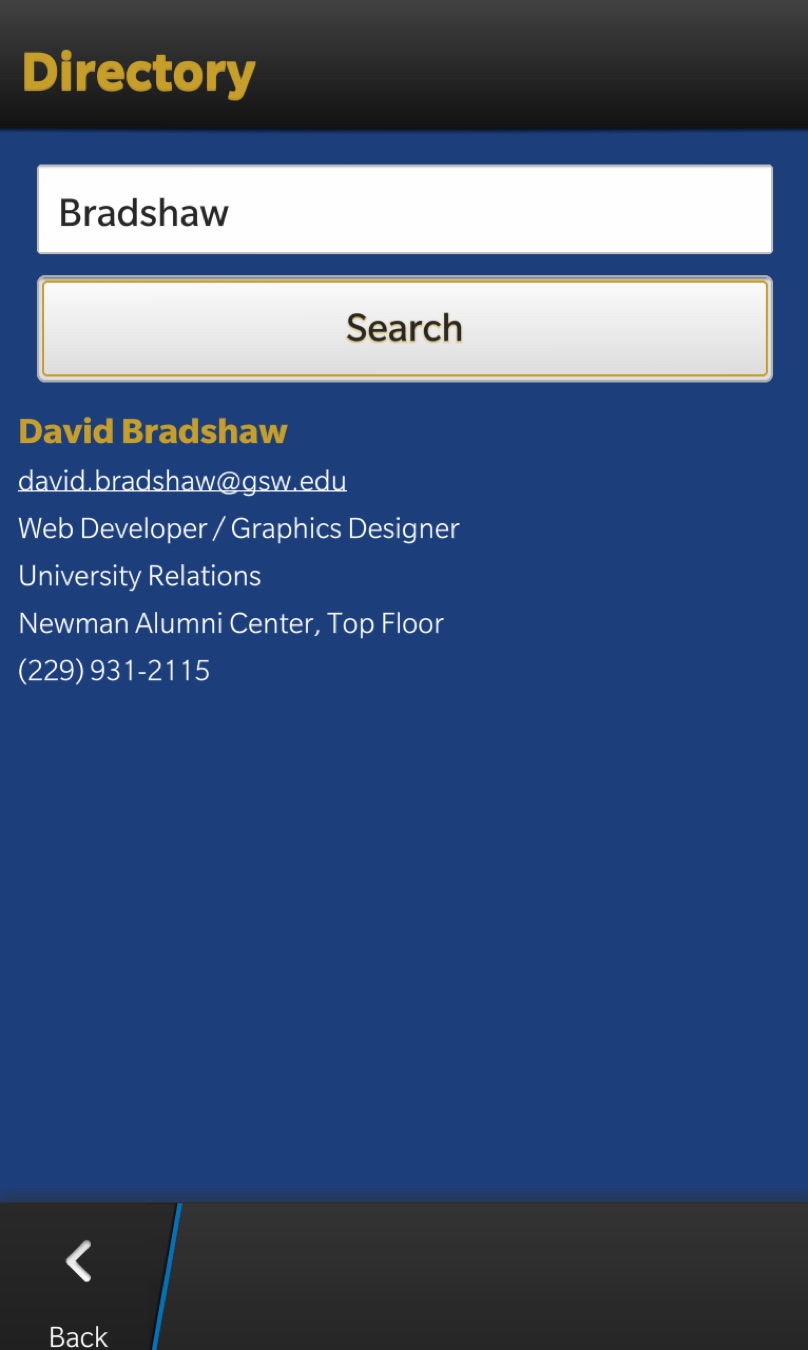 Directory
Bradshaw
Search
David Bradshaw
david.bradshaw@gsw.edu
Web Developer / Graphics Designer
University Relations
Newman Alumni Center, Top Floor
(229) 931-2115
Back